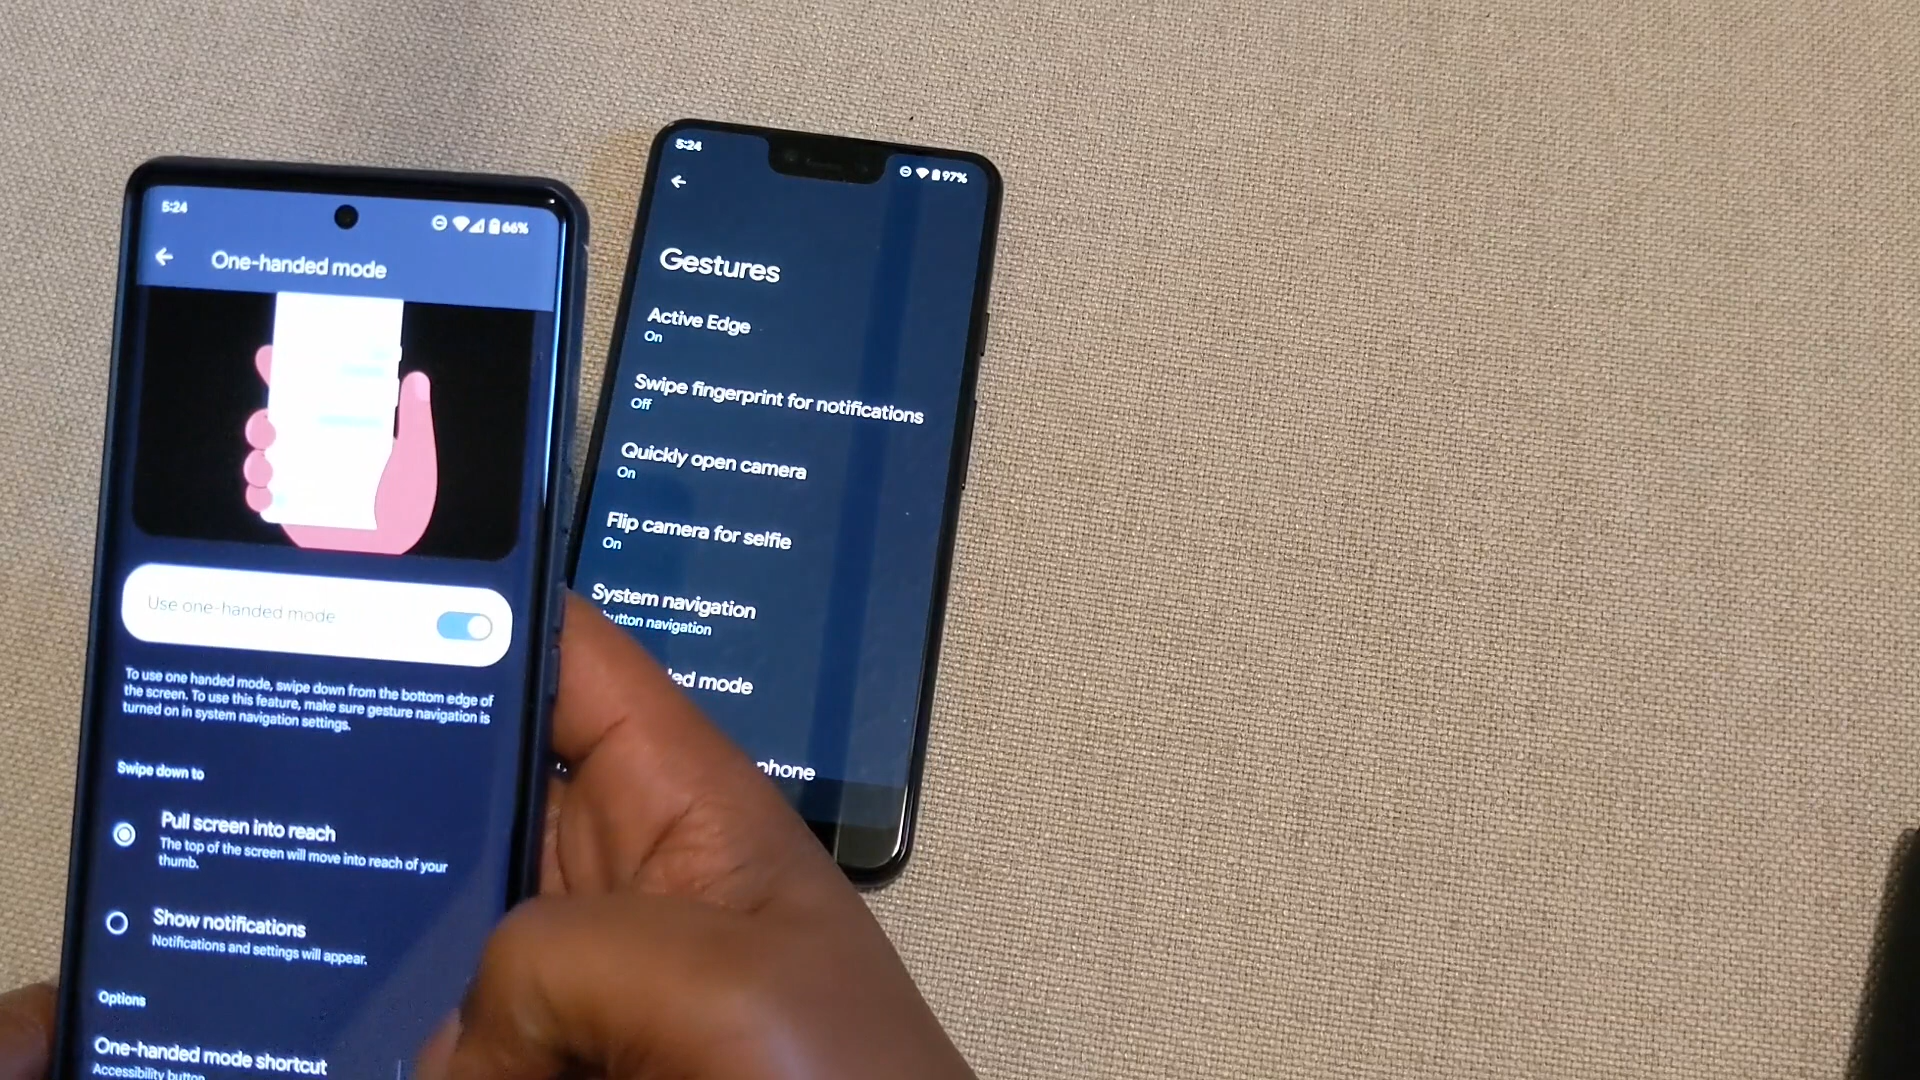 5:24
66%
One-handed mode
Use one-handed mode
To use one handed mode, swipe down from the bottom edge of
the screen. To use this feature, make sure gesture navigation is
turned on in system navigation settings.
Swipe down to
Pull screen into reach
The top of the screen will move into reach of your
thumb.
Show notifications
Notifications and settings will appear.
Options
One-handed mode shortcut
Accessibility button
5:24
97%
Gestures
Active Edge
On
Swipe fingerprint for notifications
Off
Quickly open camera
On
Flip camera for selfie
On
System navigation
button navigation
mode
phone